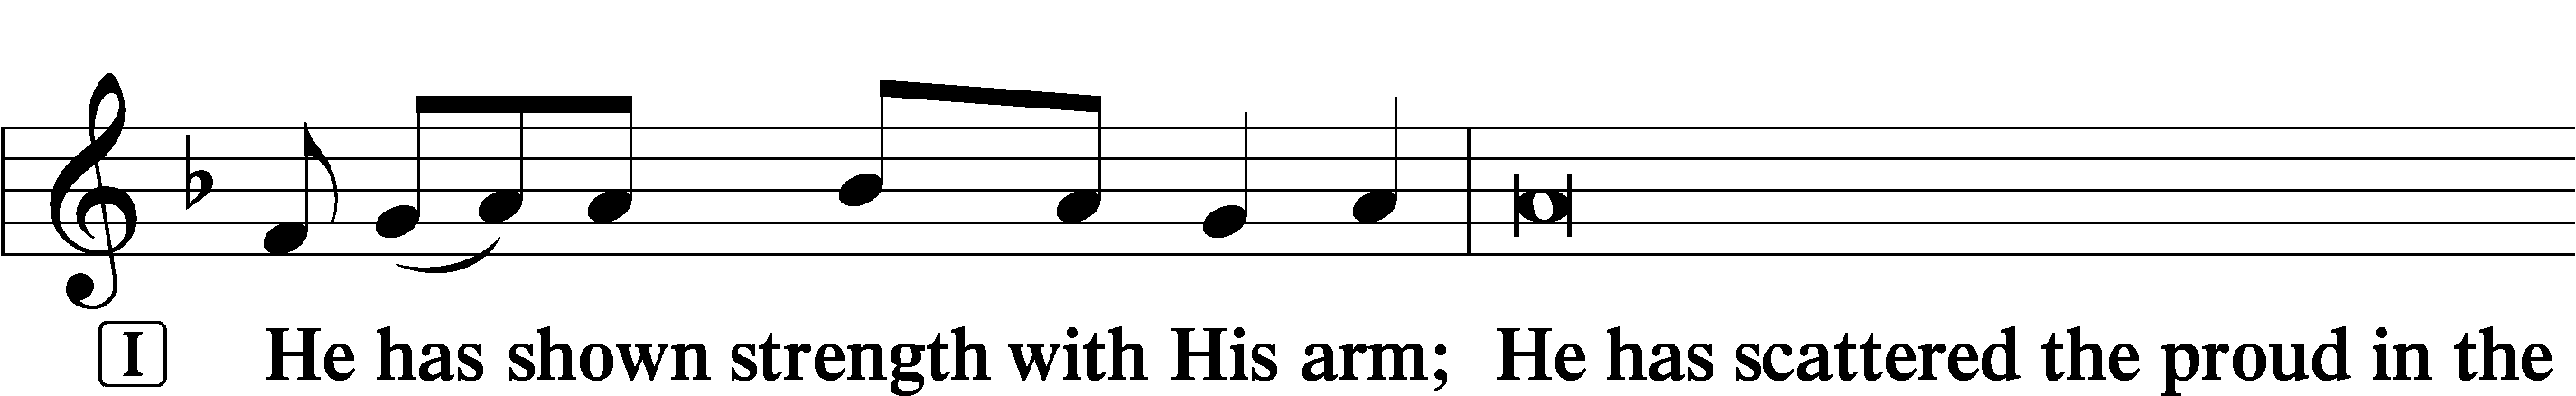 I He has shown strength with His arm; He has scattered the proud in the